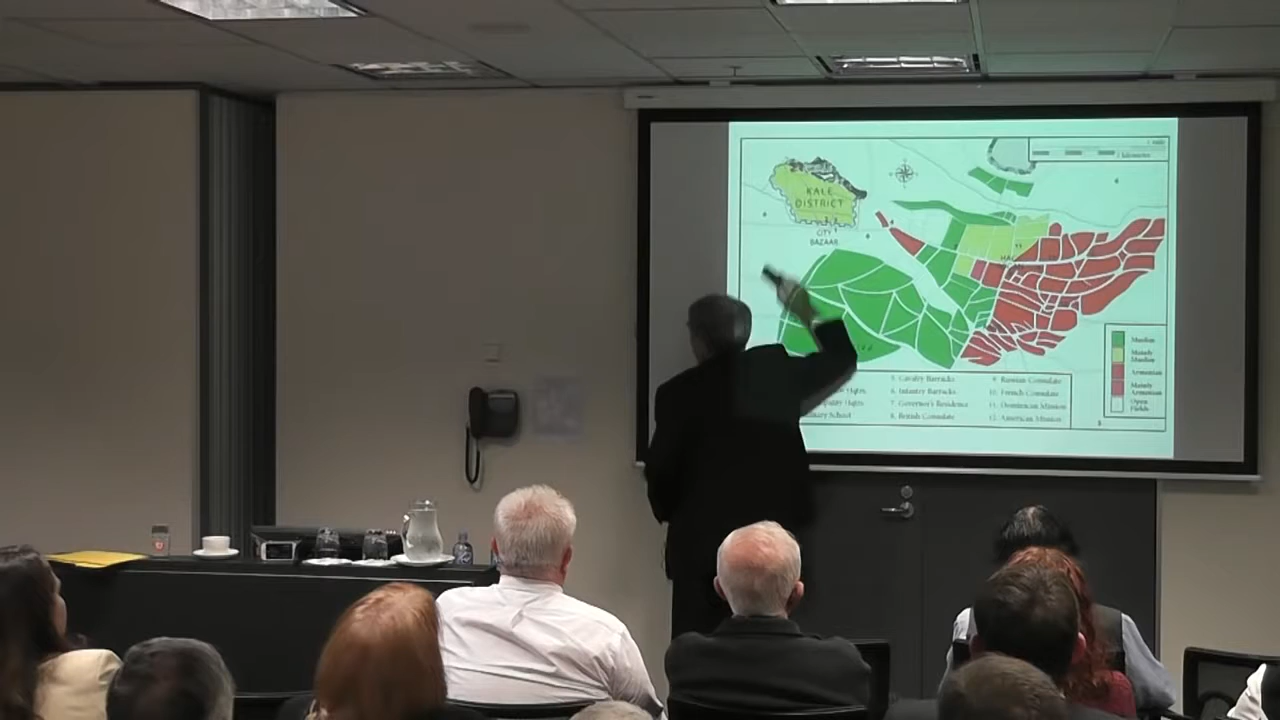 1 kilometre
KALE
DISTRICT
CITY
BAZAAR
5. Cavalry Barracks
6. Infantry Barracks
7. Governor's Residence
8. British Consulate
9. Russian Consulate
10. French Consulate
11. Dominican Mission
12. American Mission
Muslim
Mainly
Muslim
Armenian
Mainly
Armenian
Open
Fields